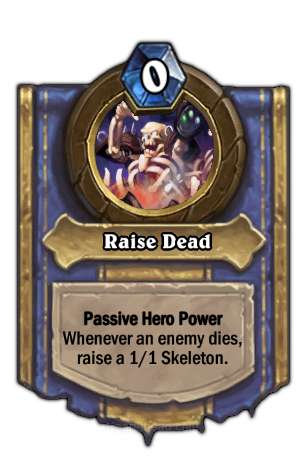 0
Raise Dead
Passive Hero Power
Whenever an enemy dies,
raise a 1/1 Skeleton.